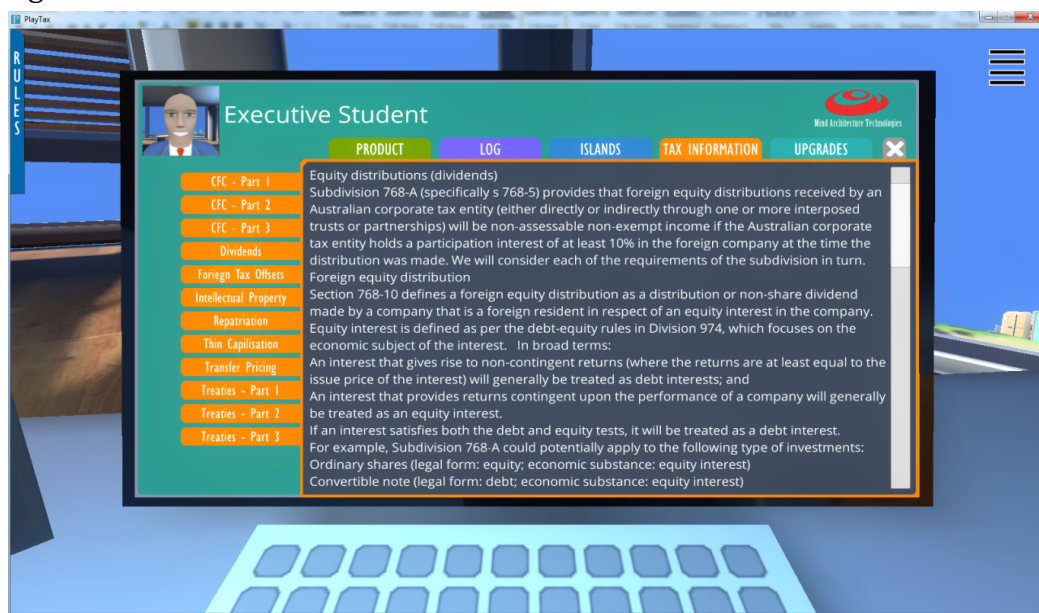 PlayTax
RULES
Executive Student
Mind Architecture Technologies
PRODUCT
LOG
ISLANDS
TAX INFORMATION
UPGRADES
CFC - Part 1
CFC - Part 2
CFC - Part 3
Dividends
Foriegn Tax Offsets
Intellectual Property
Repatriation
Thin Capilisation
Transfer Pricing
Treaties - Part 1
Treaties - Part 2
Treaties - Part 3
Equity distributions (dividends)
Subdivision 768-A (specifically s 768-5) provides that foreign equity distributions received by an
Australian corporate tax entity (either directly or indirectly through one or more interposed
trusts or partnerships) will be non-assessable non-exempt income if the Australian corporate
tax entity holds a participation interest of at least 10% in the foreign company at the time the
distribution was made. We will consider each of the requirements of the subdivision in turn.
Foreign equity distribution
Section 768-10 defines a foreign equity distribution as a distribution or non-share dividend
made by a company that is a foreign resident in respect of an equity interest in the company.
Equity interest is defined as per the debt-equity rules in Division 974, which focuses on the
economic subject of the interest. In broad terms:
An interest that gives rise to non-contingent returns (where the returns are at least equal to the
issue price of the interest) will generally be treated as debt interests; and
An interest that provides returns contingent upon the performance of a company will generally
be treated as an equity interest.
If an interest satisfies both the debt and equity tests, it will be treated as a debt interest.
For example, Subdivision 768-A could potentially apply to the following type of investments:
Ordinary shares (legal form: equity; economic substance: equity interest)
Convertible note (legal form: debt; economic substance: equity interest)